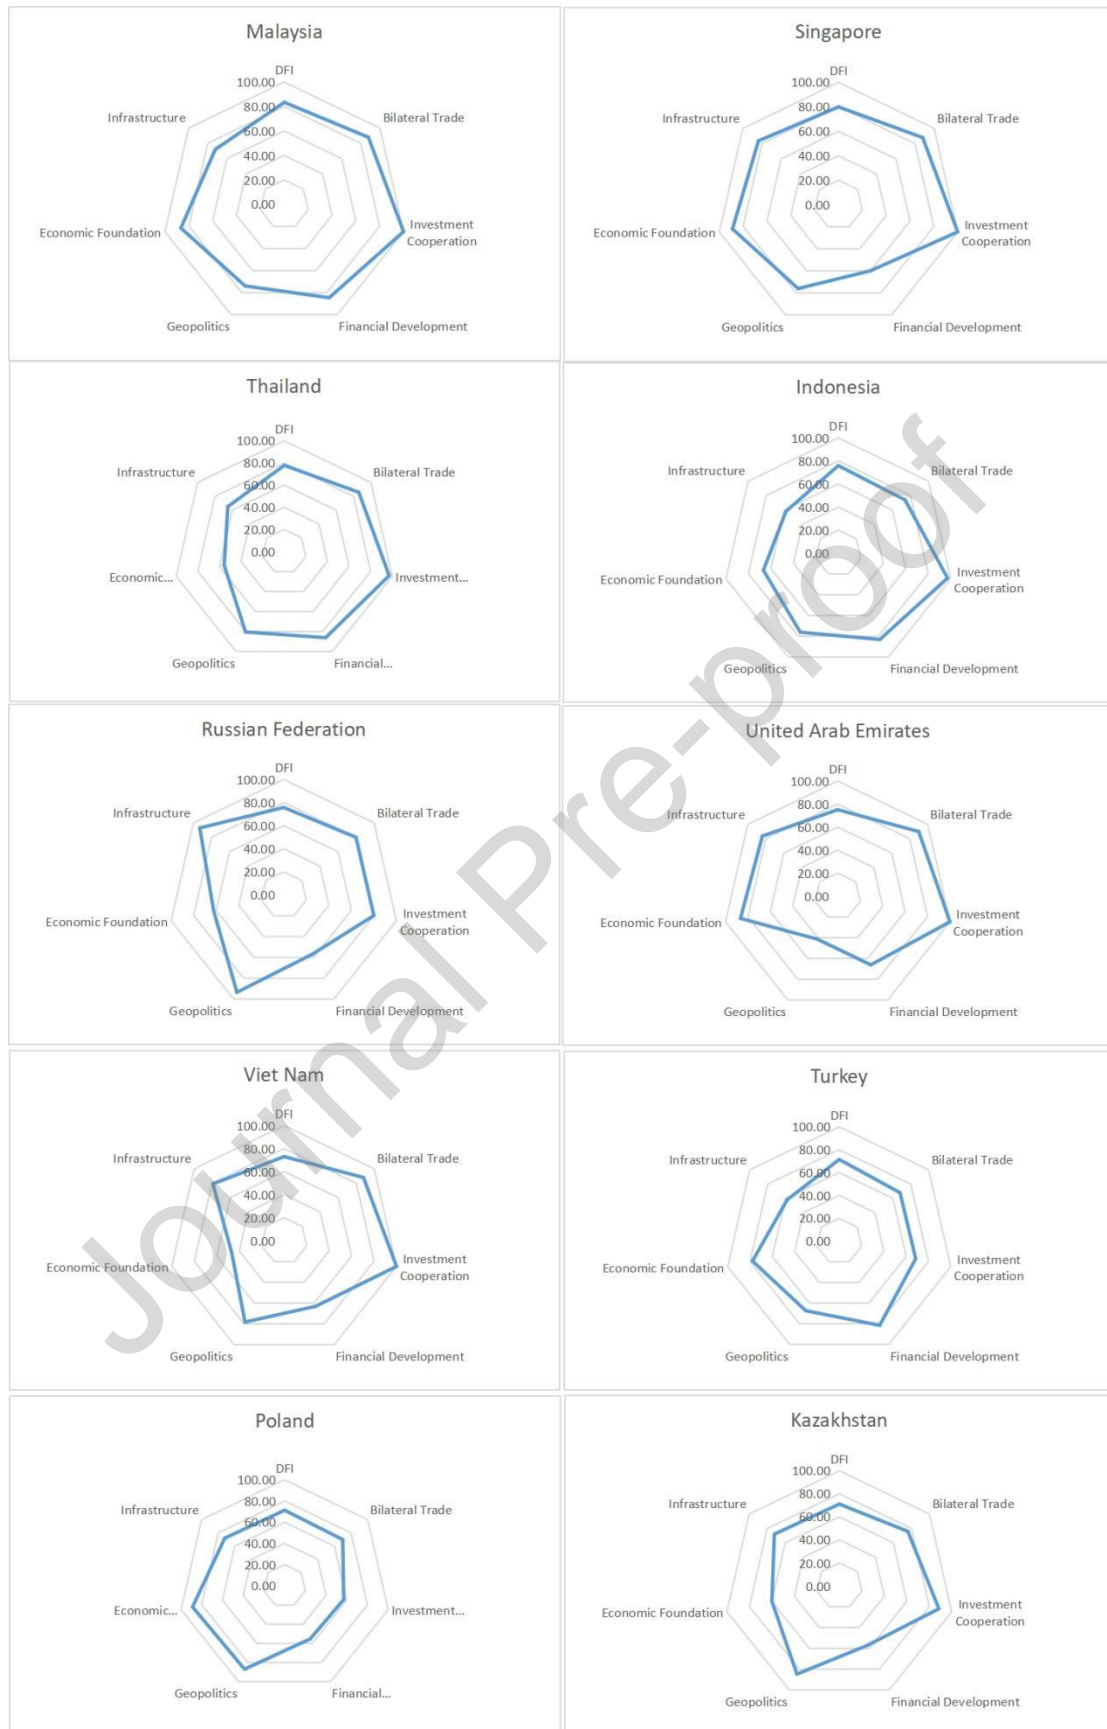 Malaysia
DFI
100.00
80.00
60.00
40.00
20.00
0.00
Bilateral Trade
Investment
Cooperation
Financial Development
Geopolitics
Economic Foundation
Infrastructure
Singapore
DFI
100.00
80.00
60.00
40.00
20.00
0.00
Bilateral Trade
Investment
Cooperation
Financial Development
Geopolitics
Economic Foundation
Infrastructure
Thailand
DFI
100.00
80.00
60.00
40.00
20.00
0.00
Bilateral Trade
Investment...
Financial...
Geopolitics
Economic...
Infrastructure
Indonesia
DFI
100.00
80.00
60.00
40.00
20.00
0.00
Bilateral Trade
Investment
Cooperation
Financial Development
Geopolitics
Economic Foundation
Infrastructure
Russian Federation
DFI
100.00
80.00
60.00
40.00
20.00
0.00
Bilateral Trade
Investment
Cooperation
Financial Development
Geopolitics
Economic Foundation
Infrastructure
United Arab Emirates
DFI
100.00
80.00
60.00
40.00
20.00
0.00
Bilateral Trade
Investment
Cooperation
Financial Development
Geopolitics
Economic Foundation
Infrastructure
Viet Nam
DFI
100.00
80.00
60.00
40.00
20.00
0.00
Bilateral Trade
Investment
Cooperation
Financial Development
Geopolitics
Economic Foundation
Infrastructure
Turkey
DFI
100.00
80.00
60.00
40.00
20.00
0.00
Bilateral Trade
Investment
Cooperation
Financial Development
Geopolitics
Economic Foundation
Infrastructure
Poland
DFI
100.00
80.00
60.00
40.00
20.00
0.00
Bilateral Trade
Investment...
Financial...
Geopolitics
Economic...
Infrastructure
Kazakhstan
DFI
100.00
80.00
60.00
40.00
20.00
0.00
Bilateral Trade
Investment
Cooperation
Financial Development
Geopolitics
Economic Foundation
Infrastructure
Journal Pre-proof